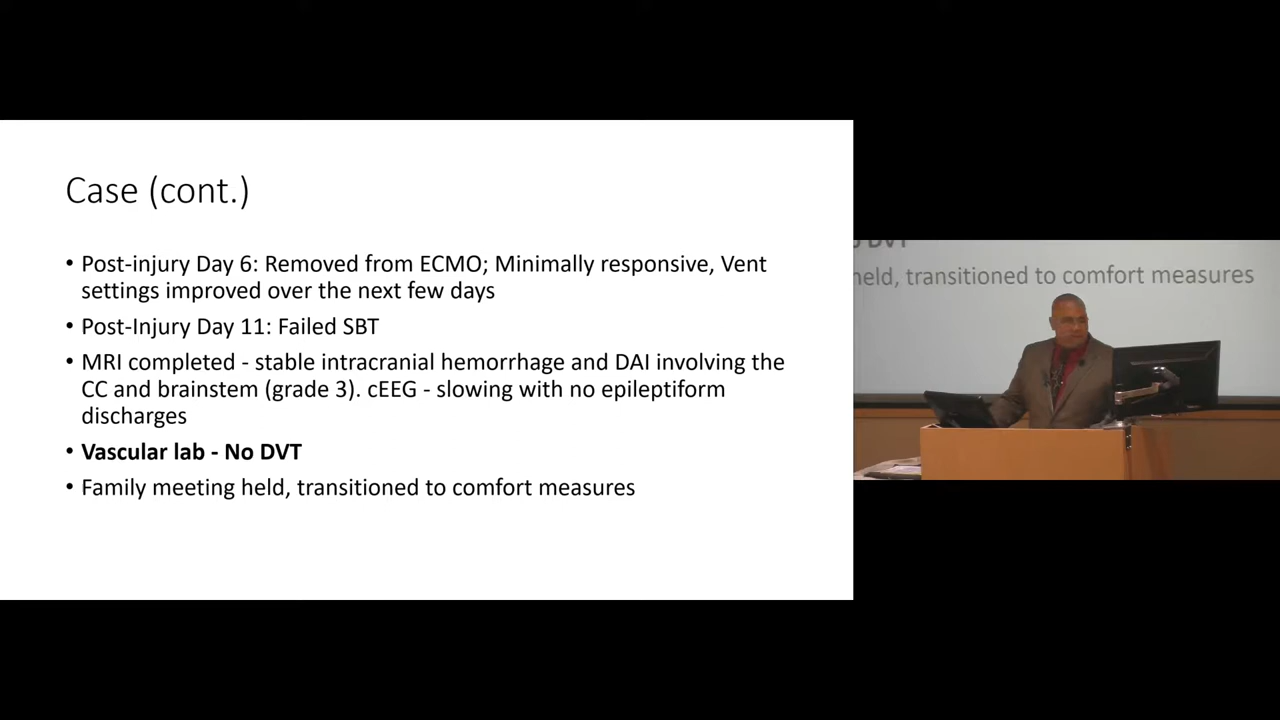 Case (cont.)
• Post-injury Day 6: Removed from ECMO; Minimally responsive, Vent
settings improved over the next few days
• Post-Injury Day 11: Failed SBT
• MRI completed - stable intracranial hemorrhage and DAI involving the
CC and brainstem (grade 3). cEEG - slowing with no epileptiform
discharges
• Vascular lab - No DVT
• Family meeting held, transitioned to comfort measures
DVT
held, transitioned to comfort measures